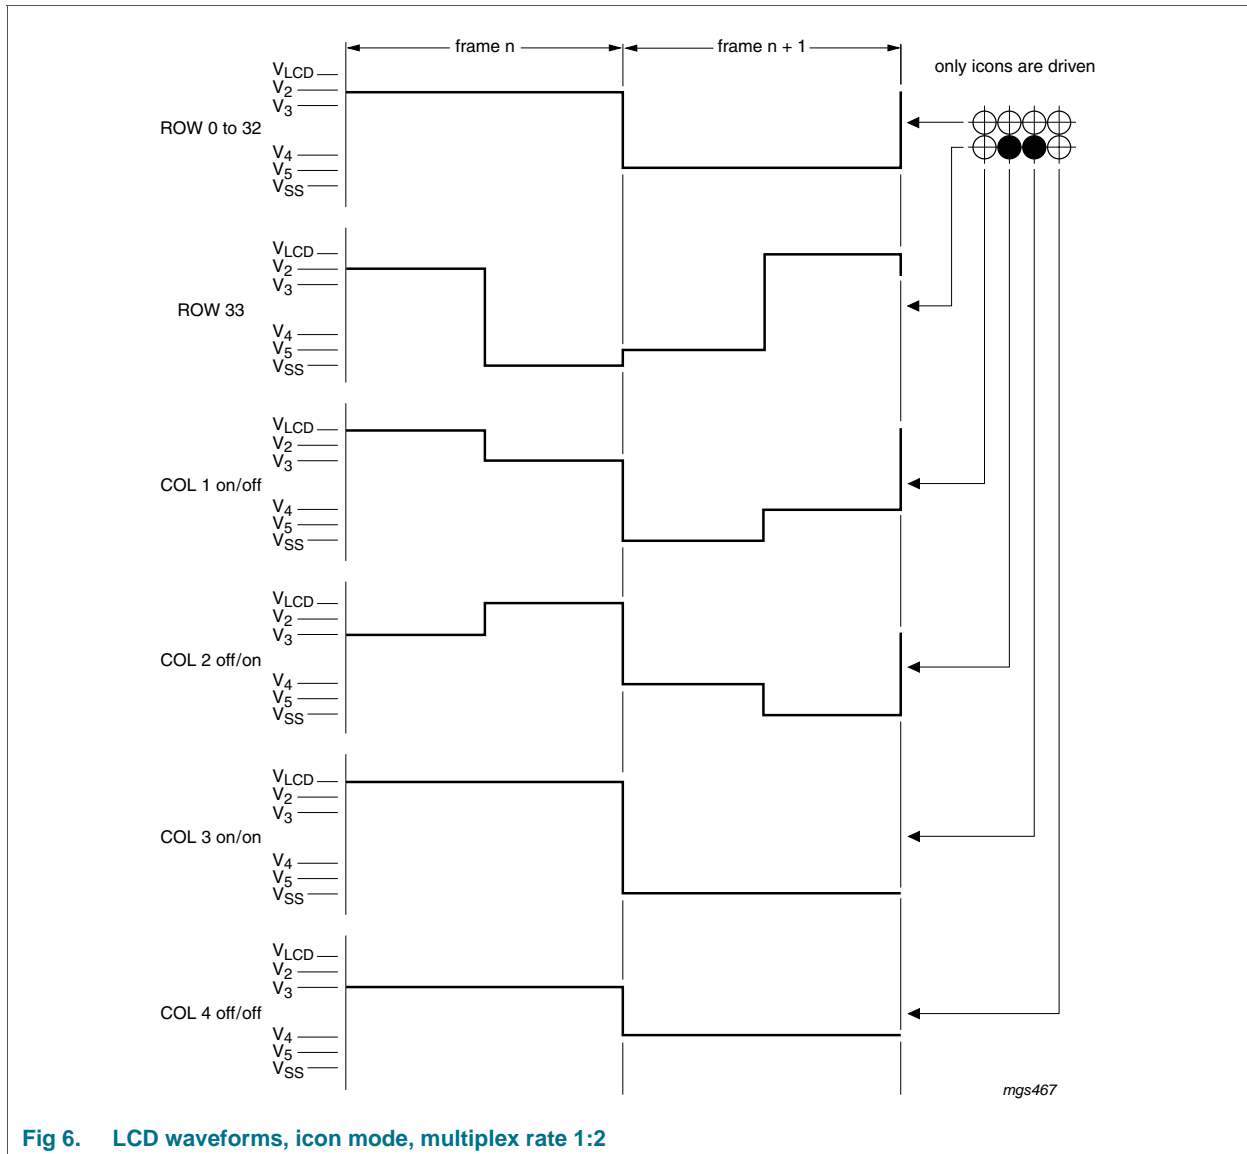 frame n
frame n + 1
only icons are driven
VLCD
V2
V3
ROW 0 to 32
V4
V5
VSS
VLCD
V2
V3
ROW 33
V4
V5
VSS
VLCD
V2
V3
COL 1 on/off
V4
V5
VSS
VLCD
V2
V3
COL 2 off/on
V4
V5
VSS
VLCD
V2
V3
COL 3 on/on
V4
V5
VSS
VLCD
V2
V3
COL 4 off/off
V4
V5
VSS
mgs467
Fig 6. LCD waveforms, icon mode, multiplex rate 1:2